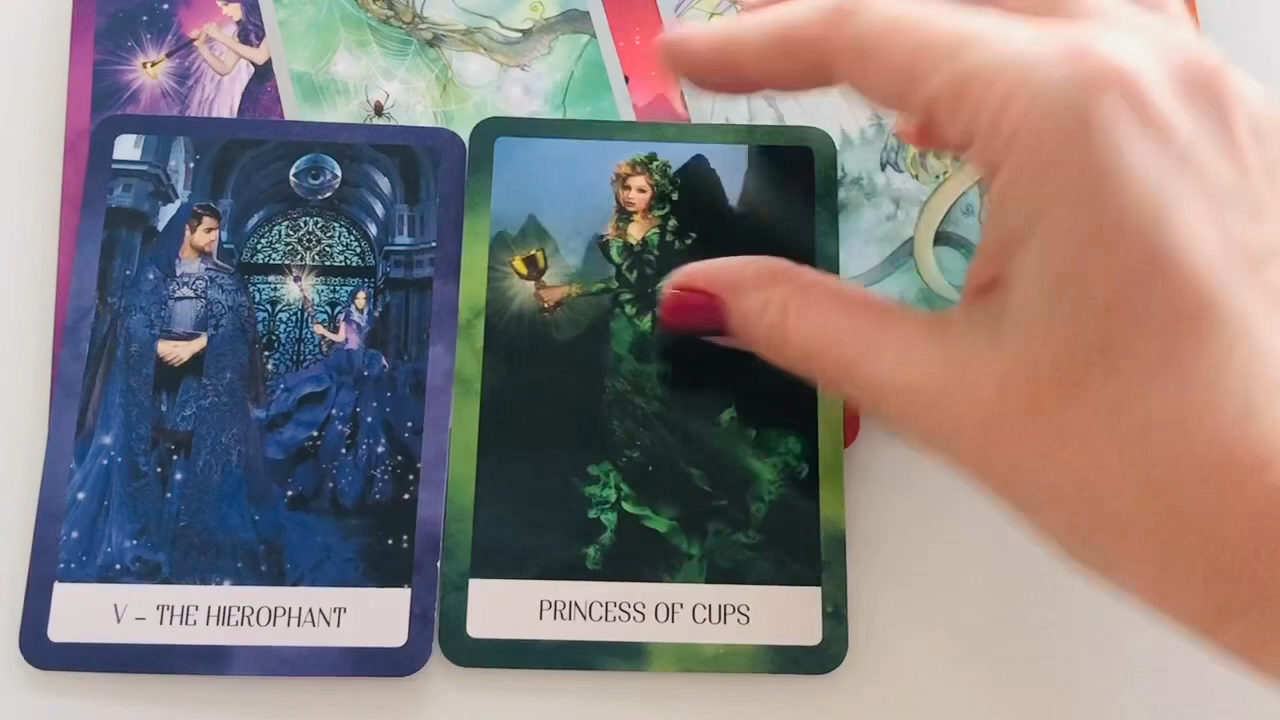 V – THE HIEROPHANT
PRINCESS OF CUPS